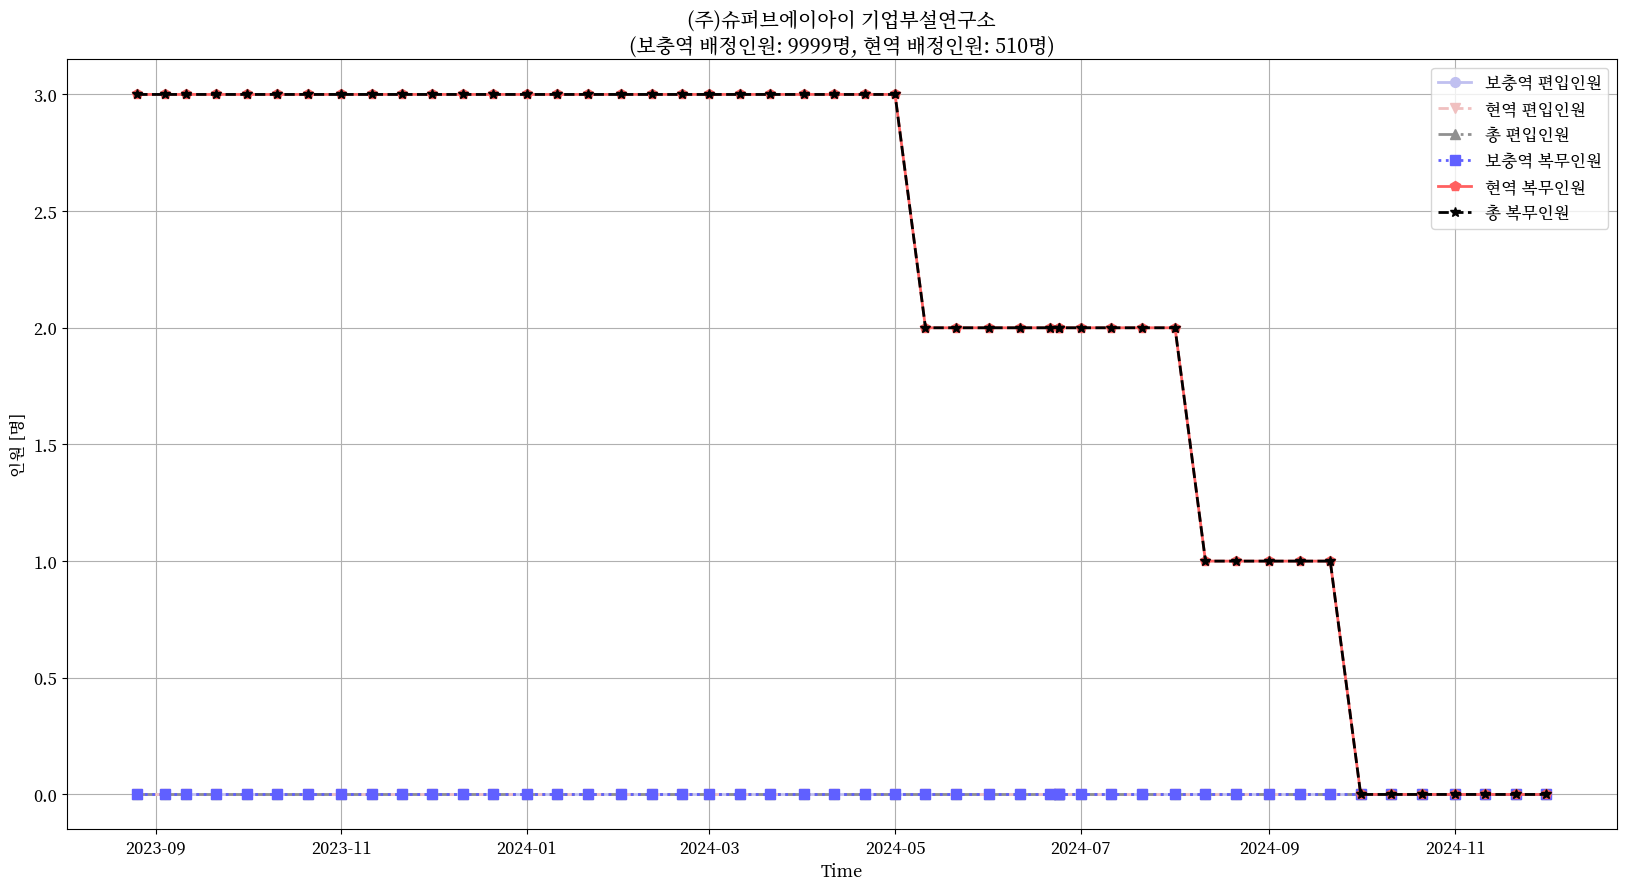 (주)슈퍼브에이아이 기업부설연구소
(보충역 배정인원: 9999명, 현역 배정인원: 510명)
보충역 편입인원
현역 편입인원
총 편입인원
보충역 복무인원
현역 복무인원
총 복무인원
인원 [명]
3.0
2.5
2.0
1.5
1.0
0.5
0.0
2023-09
2023-11
2024-01
2024-03
2024-05
2024-07
2024-09
2024-11
Time